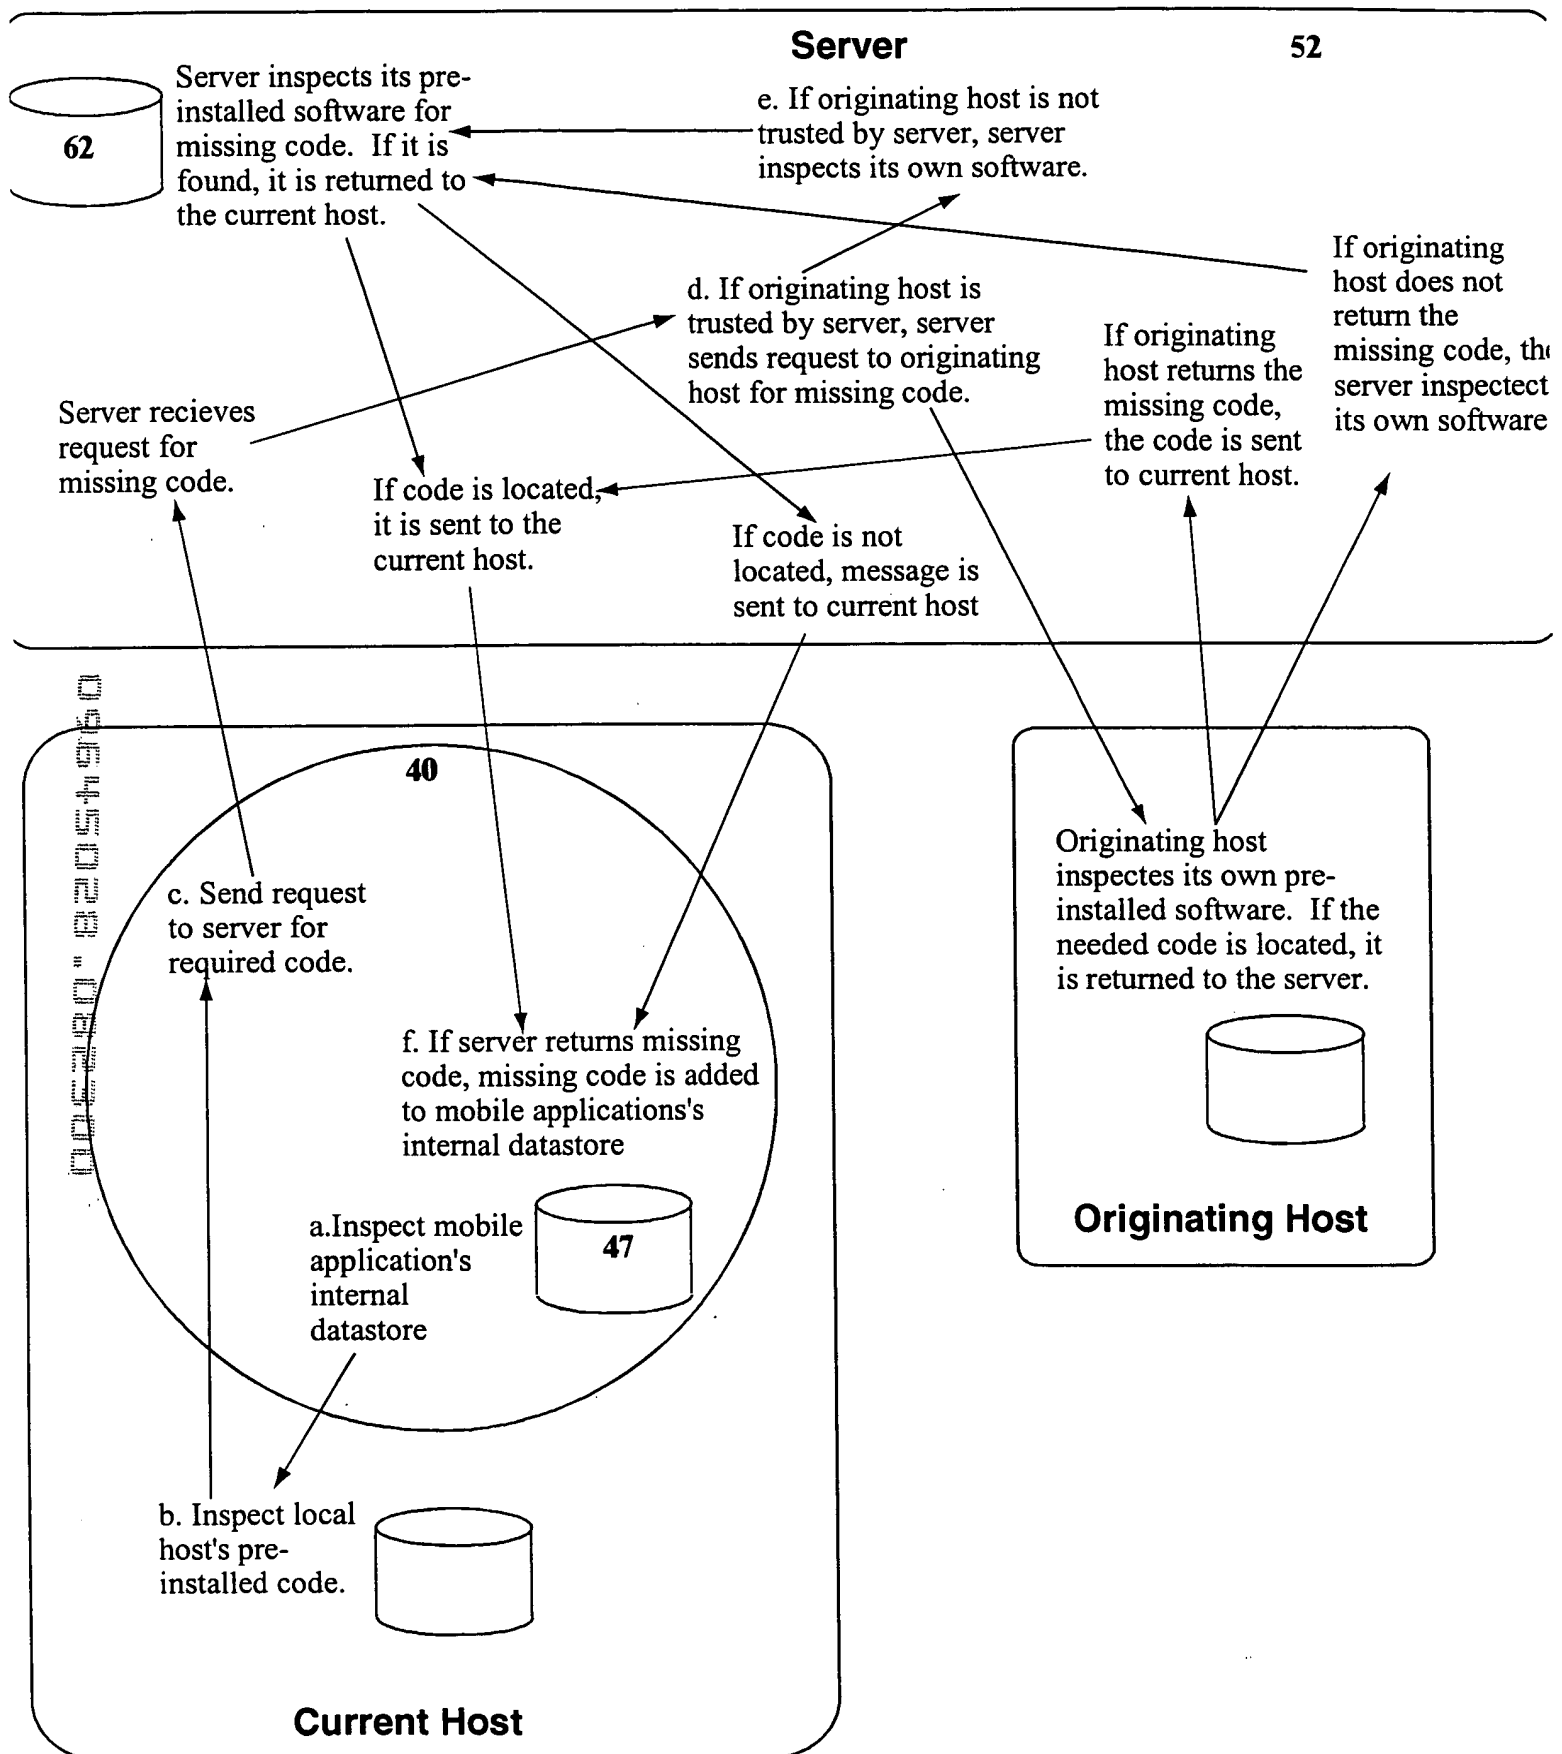 Server
52
62
Server inspects its pre-
installed software for
missing code. If it is
found, it is returned to
the current host.
e. If originating host is not
trusted by server, server
inspects its own software.
d. If originating host is
trusted by server, server
sends request to originating
host for missing code.
If originating
host returns the
missing code,
the code is sent
to current host.
If originating
host does not
return the
missing code, the
server inspectect
its own software
Server recieves
request for
missing code.
If code is located,
it is sent to the
current host.
If code is not
located, message is
sent to current host
40
c. Send request
to server for
required code.
f. If server returns missing
code, missing code is added
to mobile applications's
internal datastore
a.Inspect mobile
application's
internal
datastore
47
b. Inspect local
host's pre-
installed code.
Current Host
Originating host
inspectes its own pre-
installed software. If the
needed code is located, it
is returned to the server.
Originating Host